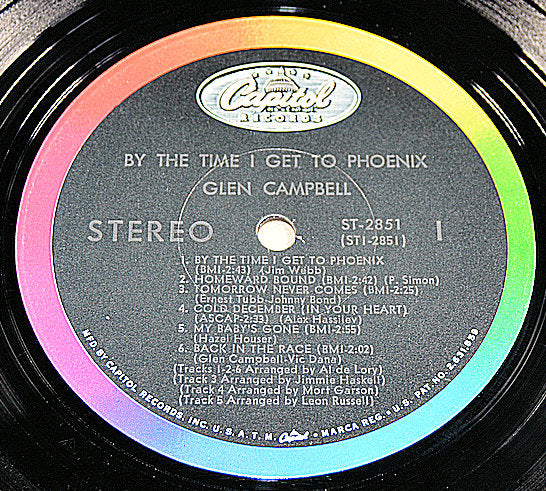 Capitol
RECORDS
BY THE TIME I GET TO PHOENIX
GLEN CAMPBELL
STEREO
ST-2851
(ST1-2851)
1
1. BY THE TIME I GET TO PHOENIX
(BMI-2:43) (Jim Webb)
2. HOMEWARD BOUND (BMI-2:42) (P. Simon)
3. TOMORROW NEVER COMES (BMI-2:25)
(Ernest Tubb-Johnny Bond)
4. COLD DECEMBER (IN YOUR HEART)
(ASCAP-2:33) (Alex Hassilev)
5. MY BABY'S GONE (BMI-2:55)
(Hazel Houser)
6. BACK IN THE RACE (BMI-2:02)
(Glen Campbell-Vic Dana)
(Tracks 1-2-6 Arranged by Al de Lory)
(Track 3 Arranged by Jimmie Haskell)
(Track 4 Arranged by Mort Garson)
(Track 5 Arranged by Leon Russell)
MFD. BY CAPITOL RECORDS, INC. U.S.A. T.M. Capitol • MARCA REG. • U.S. PAT. NO. 2,631,859